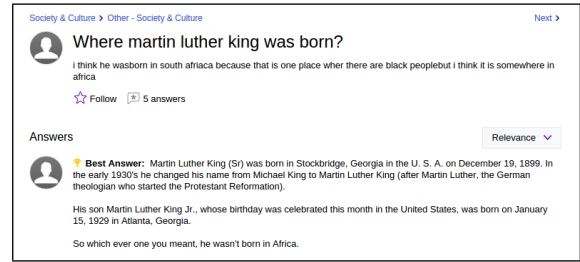 Society & Culture > Other - Society & Culture Next >
Where martin luther king was born?
i think he wasborn in south afriaca because that is one place wher there are black peoplebut i think it is somewhere in
africa
Follow 5 answers
Answers Relevance
Best Answer: Martin Luther King (Sr) was born in Stockbridge, Georgia in the U. S. A. on December 19, 1899. In
the early 1930's he changed his name from Michael King to Martin Luther King (after Martin Luther, the German
theologian who started the Protestant Reformation).
His son Martin Luther King Jr., whose birthday was celebrated this month in the United States, was born on January
15, 1929 in Atlanta, Georgia.
So which ever one you meant, he wasn't born in Africa.